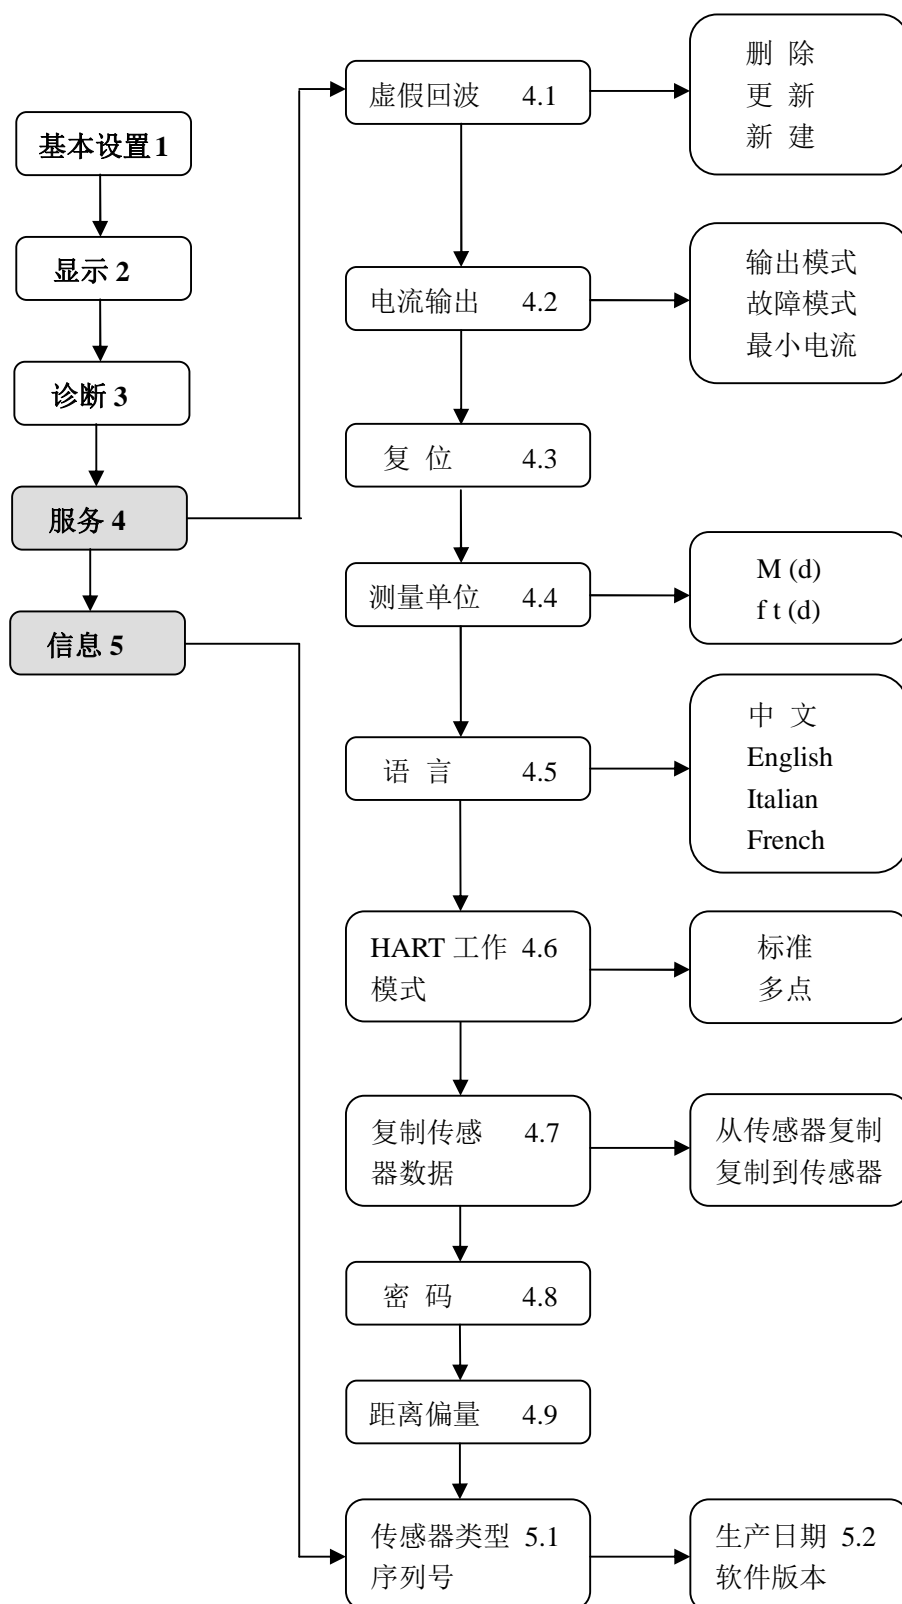 基本设置 1
显示 2
诊断 3
服务 4
信息 5
虚假回波 4.1
删 除
更 新
新 建
电流输出 4.2
输出模式
故障模式
最小电流
复 位 4.3
测量单位 4.4
M (d)
f t (d)
语 言 4.5
中 文
English
Italian
French
HART 工作 4.6
模式
标准
多点
复制传感 4.7
器数据
从传感器复制
复制到传感器
密 码 4.8
距离偏量 4.9
传感器类型 5.1
序列号
生产日期 5.2
软件版本